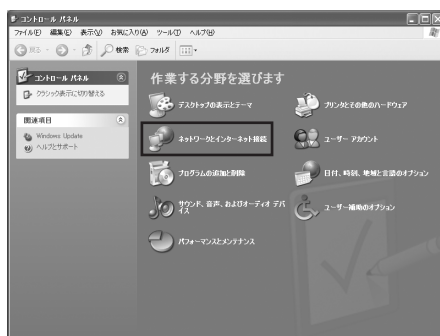 コントロール パネル
ファイル(F) 編集(E) 表示(V) お気に入り(A) ツール(T) ヘルプ(H)
戻る 検索 フォルダ
コントロール パネル
クラシック表示に切り替える
関連項目
Windows Update
ヘルプとサポート
作業する分野を選びます
デスクトップの表示とテーマ
プリンタとその他のハードウェア
ネットワークとインターネット接続
ユーザー アカウント
プログラムの追加と削除
日付、時刻、地域と言語のオプション
サウンド、音声、およびオーディオ デバ
イス
ユーザー補助のオプション
パフォーマンスとメンテナンス